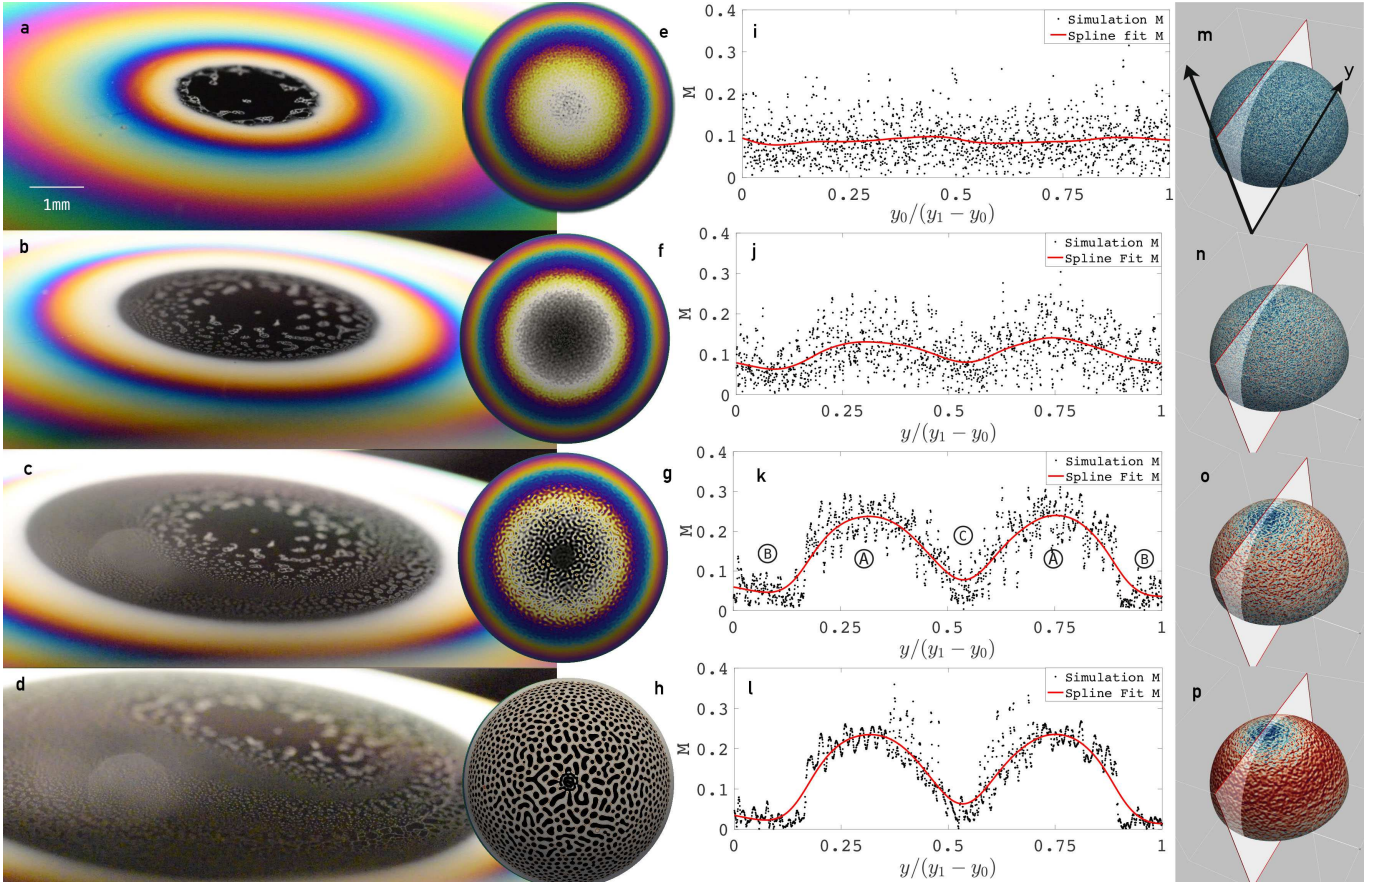 a
1mm
b
c
d
e
f
g
h
i
Simulation M
Spline fit M
0.4
0.3
0.2
0.1
0
M
0
0.25
0.5
0.75
1
y₀/(y₁ − y₀)
j
Simulation M
Spline Fit M
0.4
0.3
0.2
0.1
0
M
0
0.25
0.5
0.75
1
y/(y₁ − y₀)
k
Simulation M
Spline Fit M
0.4
0.3
0.2
0.1
0
M
B
A
C
A
B
0
0.25
0.5
0.75
1
y/(y₁ − y₀)
l
Simulation M
Spline Fit M
0.4
0.3
0.2
0.1
0
M
0
0.25
0.5
0.75
1
y/(y₁ − y₀)
m
y
n
o
p